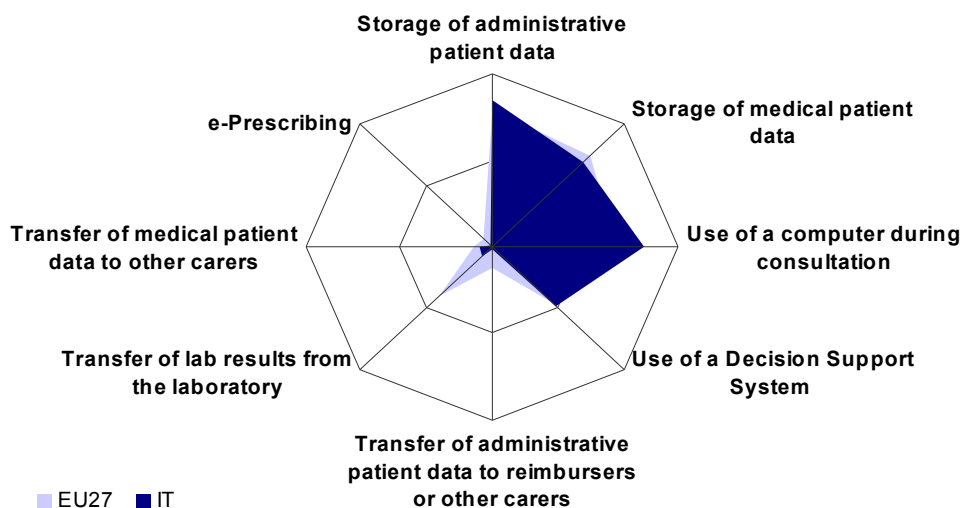 Storage of administrative
patient data
Storage of medical patient
data
Use of a computer during
consultation
Use of a Decision Support
System
Transfer of administrative
patient data to reimbursers
or other carers
Transfer of lab results from
the laboratory
Transfer of medical patient
data to other carers
e-Prescribing
EU27 IT